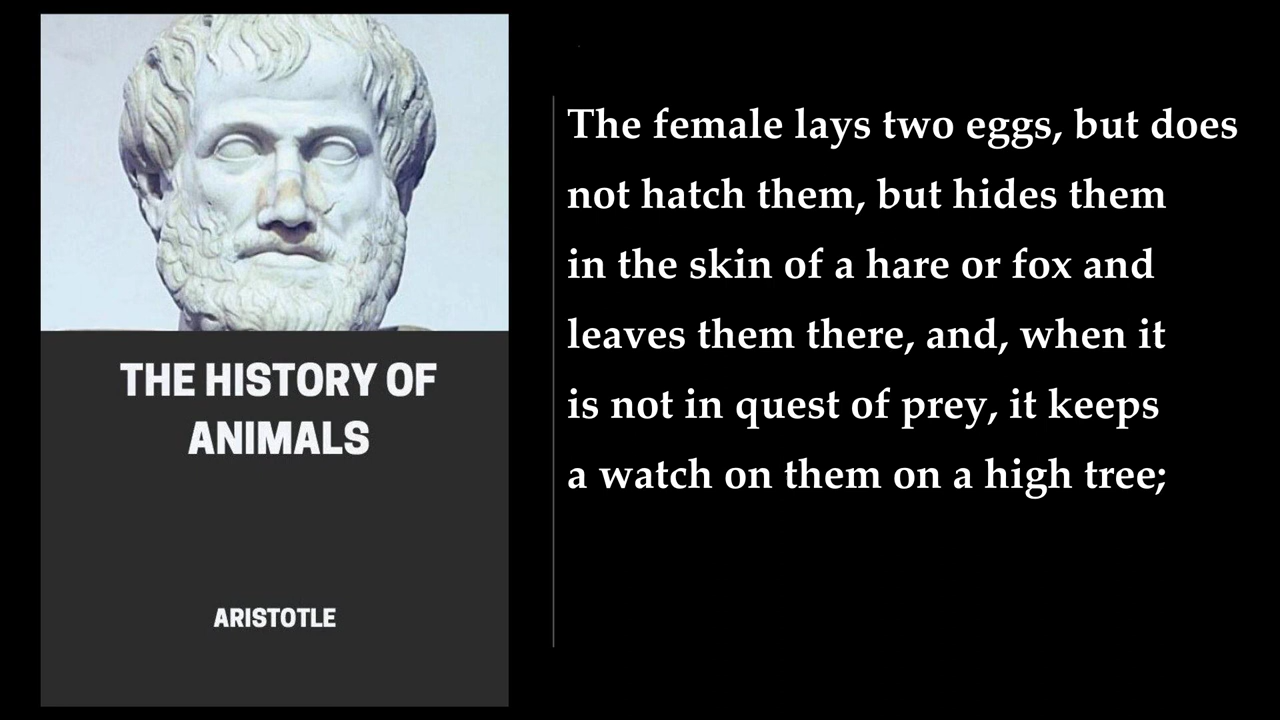 THE HISTORY OF
ANIMALS
ARISTOTLE
The female lays two eggs, but does
not hatch them, but hides them
in the skin of a hare or fox and
leaves them there, and, when it
is not in quest of prey, it keeps
a watch on them on a high tree;